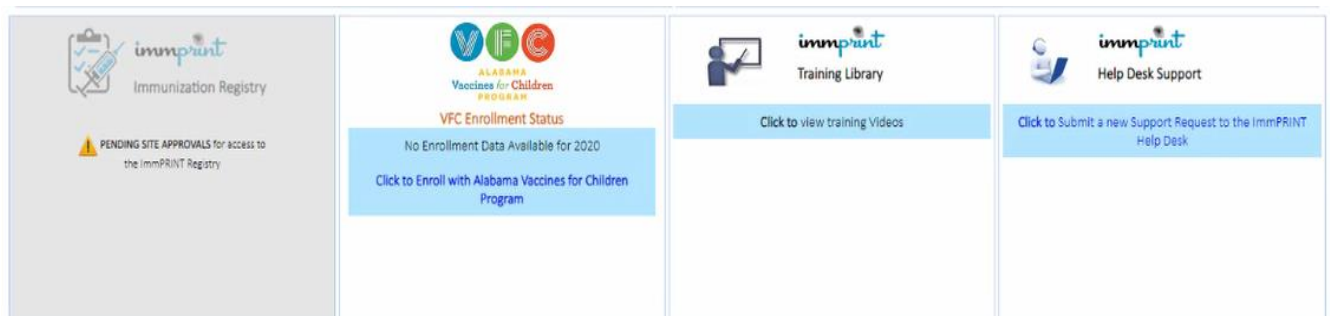 immprint
Immunization Registry
PENDING SITE APPROVALS for access to
the ImmPRINT Registry
VFC
ALABAMA
Vaccines for Children
PROGRAM
VFC Enrollment Status
No Enrollment Data Available for 2020
Click to Enroll with Alabama Vaccines for Children
Program
immprint
Training Library
Click to view training Videos
immprint
Help Desk Support
Click to Submit a new Support Request to the ImmPRINT
Help Desk